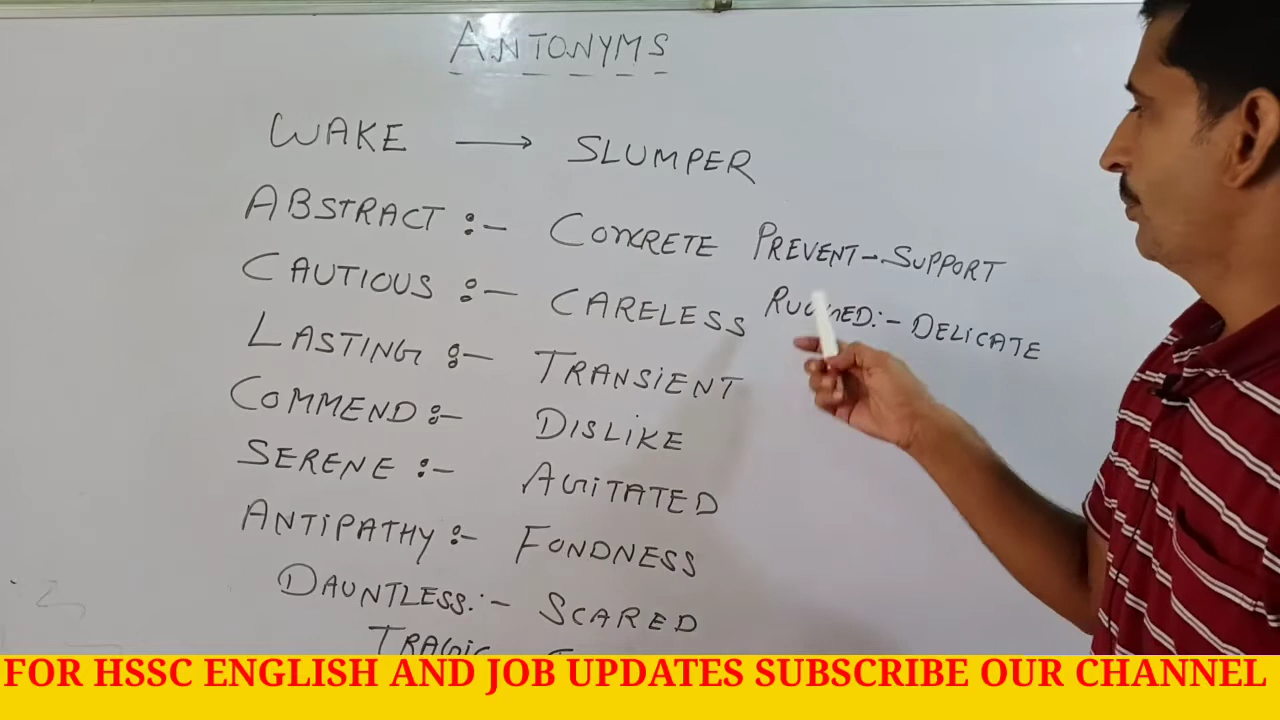 ANTONYMS
WAKE → SLUMPER
ABSTRACT :- CONCRETE
CAUTIOUS :- CARELESS
LASTING :- TRANSIENT
COMMEND :- DISLIKE
SERENE :- AGITATED
ANTIPATHY :- FONDNESS
DAUNTLESS :- SCARED
TRAGIC
PREVENT - SUPPORT
:- DELICATE
FOR HSSC ENGLISH AND JOB UPDATES SUBSCRIBE OUR CHANNEL